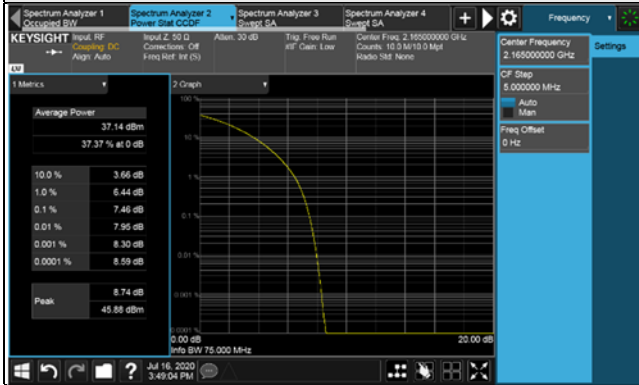 Spectrum Analyzer 1
Occupied BW
Spectrum Analyzer 2
Power Stat CCDF
Spectrum Analyzer 3
Swept SA
Spectrum Analyzer 4
Swept SA
Frequency
KEYSIGHT
Input: RF
Coupling: DC
Align: Auto
Input Z: 50 Ω
Corrections: Off
Freq Ref: Int (S)
Atten: 30 dB
Trig: Free Run
#IF Gain: Low
Center Freq: 2.165000000 GHz
Counts: 10.0 M/10.0 Mpt
Radio Std: None
LXI
Center Frequency
2.165000000 GHz
Settings
CF Step
5.000000 MHz
Auto
Man
Freq Offset
0 Hz
1 Metrics
Average Power
37.14 dBm
37.37 % at 0 dB
10.0 % 3.66 dB
1.0 % 6.44 dB
0.1 % 7.46 dB
0.01 % 7.95 dB
0.001 % 8.30 dB
0.0001 % 8.59 dB
Peak
8.74 dB
45.88 dBm
2 Graph
100 %
10 %
1 %
0.1 %
0.01 %
0.001 %
0.0001 %
0.00 dB
20.00 dB
Info BW 75.000 MHz
?
Jul 16, 2020
3:49:04 PM